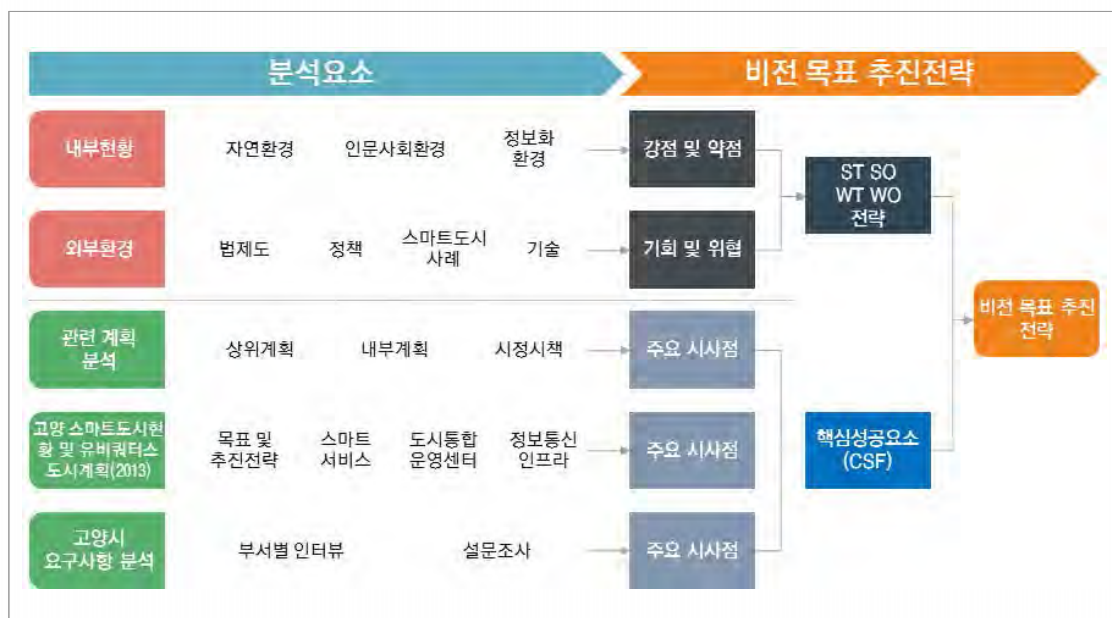 분석요소
비전 목표 추진전략
내부현황
자연환경
인문사회환경
정보화
환경
강점 및 약점
외부환경
법제도
정책
스마트도시
사례
기술
기회 및 위협
ST SO
WT WO
전략
관련 계획
분석
상위계획
내부계획
시정시책
주요 시사점
고양 스마트도시현
황 및 유비쿼터스
도시계획(2013)
목표 및
추진전략
스마트
서비스
도시통합
운영센터
정보통신
인프라
주요 시사점
고양시
요구사항 분석
부서별 인터뷰
설문조사
주요 시사점
핵심성공요소
(CSF)
비전 목표 추진
전략